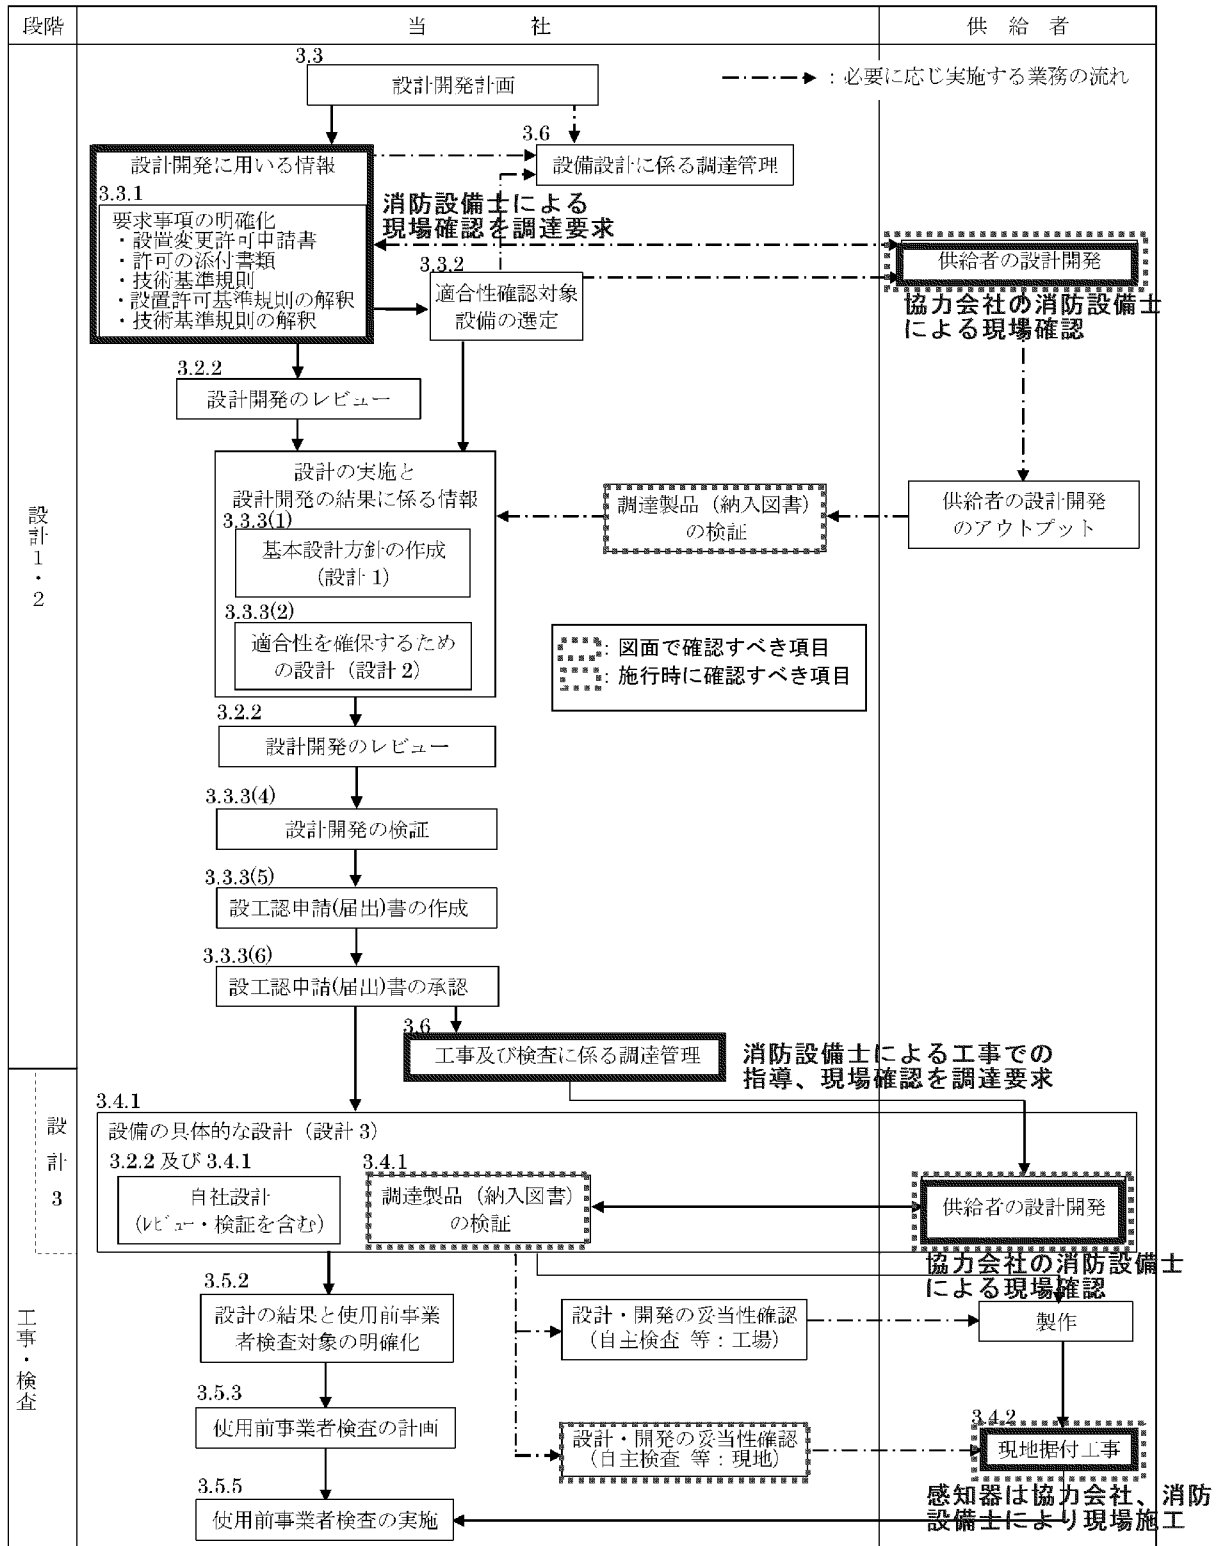 段階
当　社
供　給　者
3.3
設計開発計画
：必要に応じ実施する業務の流れ
3.6
設備設計に係る調達管理
設計開発に用いる情報
3.3.1
要求事項の明確化
・設置変更許可申請書
・許可の添付書類
・技術基準規則
・設置許可基準規則の解釈
・技術基準規則の解釈
消防設備士による
現場確認を調達要求
3.3.2
適合性確認対象
設備の選定
供給者の設計開発
協力会社の消防設備士
による現場確認
3.2.2
設計開発のレビュー
設計の実施と
設計開発の結果に係る情報
3.3.3(1)
基本設計方針の作成
(設計 1)
3.3.3(2)
適合性を確保するため
の設計（設計 2）
調達製品（納入図書）
の検証
供給者の設計開発
のアウトプット
設計1・2
：図面で確認すべき項目
：施行時に確認すべき項目
3.2.2
設計開発のレビュー
3.3.3(4)
設計開発の検証
3.3.3(5)
設工認申請(届出)書の作成
3.3.3(6)
設工認申請(届出)書の承認
3.6
工事及び検査に係る調達管理
消防設備士による工事での
指導、現場確認を調達要求
設計3
3.4.1
設備の具体的な設計（設計 3）
3.2.2 及び 3.4.1
自社設計
(レビュー・検証を含む)
3.4.1
調達製品（納入図書）
の検証
供給者の設計開発
協力会社の消防設備士
による現場確認
工事・検査
3.5.2
設計の結果と使用前事業
者検査対象の明確化
設計・開発の妥当性確認
（自主検査 等：工場）
製作
3.5.3
使用前事業者検査の計画
設計・開発の妥当性確認
（自主検査 等：現地）
3.4.2
現地据付工事
感知器は協力会社、消防
設備士により現場施工
3.5.5
使用前事業者検査の実施